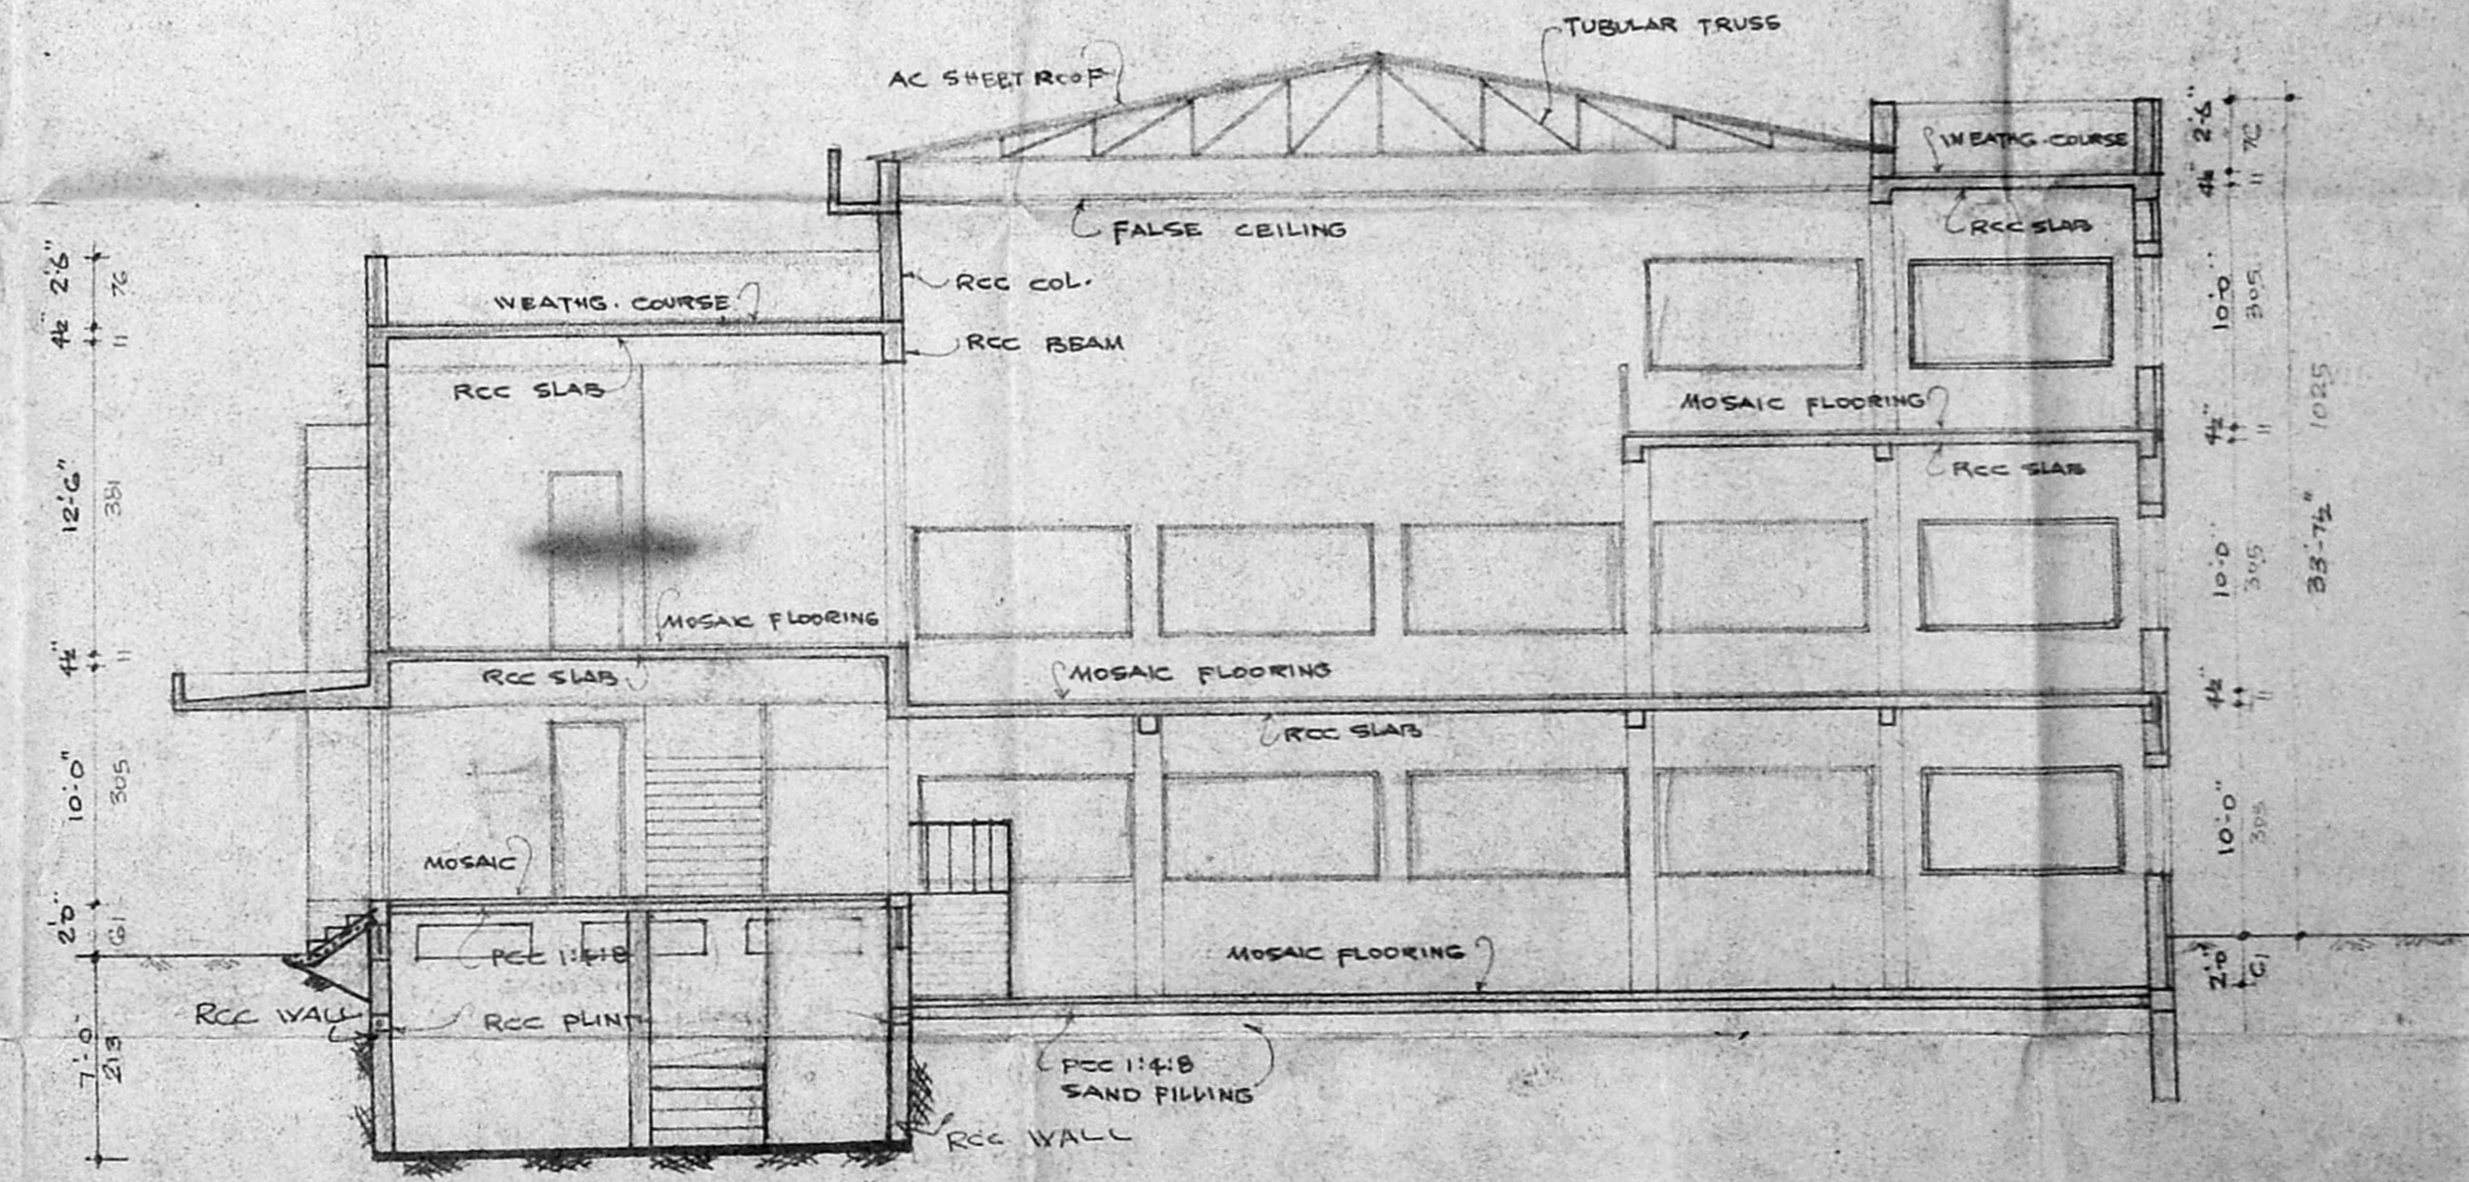 TUBULAR TRUSS
AC SHEET ROOF
WEATHG. COURSE
FALSE CEILING
RCC SLAB
RCC COL.
WEATHG. COURSE
RCC BEAM
RCC SLAB
MOSAIC FLOORING
RCC SLAB
MOSAIC FLOORING
RCC SLAB
MOSAIC FLOORING
RCC SLAB
MOSAIC
MOSAIC FLOORING
PCC 1:4:8
RCC WALL
RCC PLINTH
PCC 1:4:8
SAND FILLING
RCC WALL
2'.6"
76
4½"
11
12'-6"
381
4½"
11
10'-0"
305
2'.0"
61
7'-0"
213
2'-6"
76
4½"
11
10'-0"
305
4½"
11
10'-0"
305
4½"
11
10'-0"
305
2'-0"
61
33'-7½"
1025